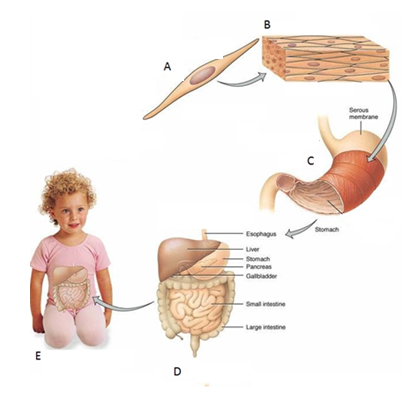 B
A
Serous
membrane
C
Stomach
Esophagus
Liver
Stomach
Pancreas
Gallbladder
Small intestine
Large intestine
E
D